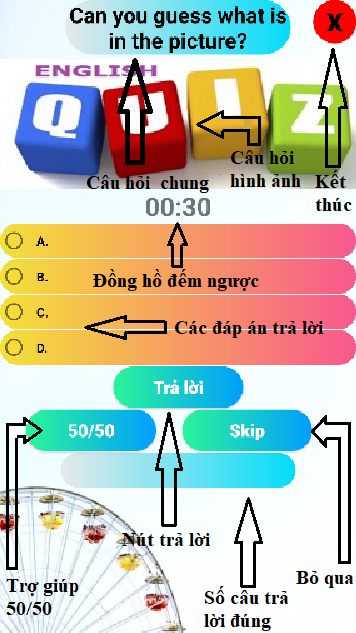 Can you guess what is
in the picture?
X
ENGLISH
QUIZ
Câu hỏi chung
Câu hỏi
hình ảnh
Kết
thúc
00:30
A.
Đồng hồ đếm ngược
B.
C.
Các đáp án trả lời
D.
Trả lời
50/50
Skip
Nút trả lời
Trợ giúp
50/50
Số câu trả
lời đúng
Bỏ qua